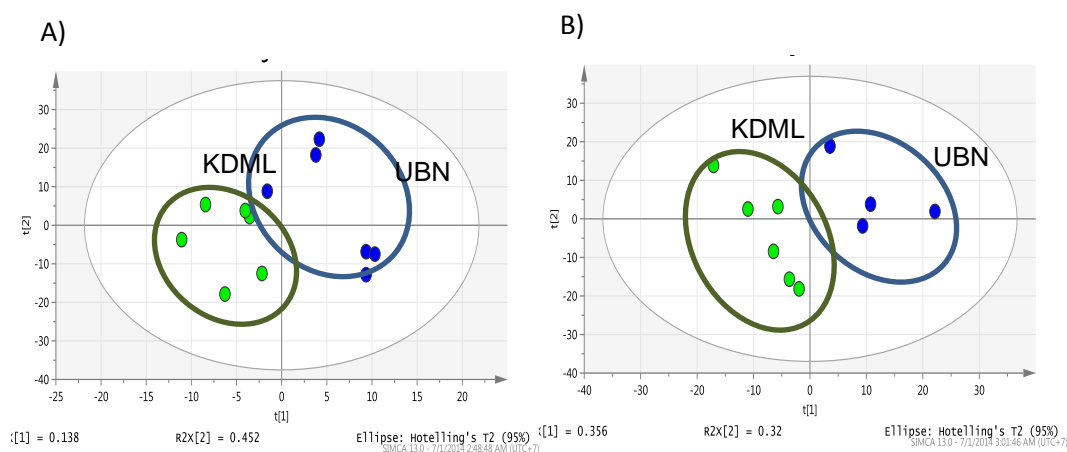 A)
KDML
UBN
t[2]
30
20
10
0
-10
-20
-30
-40
-25 -20 -15 -10 -5 0 5 10 15 20
t[1]
[1] = 0.138 R2X[2] = 0.452 Ellipse: Hotelling's T2 (95%)
SIMCA 13.0 - 7/1/2014 2:48:48 AM (UTC+7)
B)
KDML
UBN
t[2]
30
20
10
0
-10
-20
-30
-40
-40 -30 -20 -10 0 10 20 30
t[1]
[1] = 0.356 R2X[2] = 0.32 Ellipse: Hotelling's T2 (95%)
SIMCA 13.0 - 7/1/2014 3:01:46 AM (UTC+7)